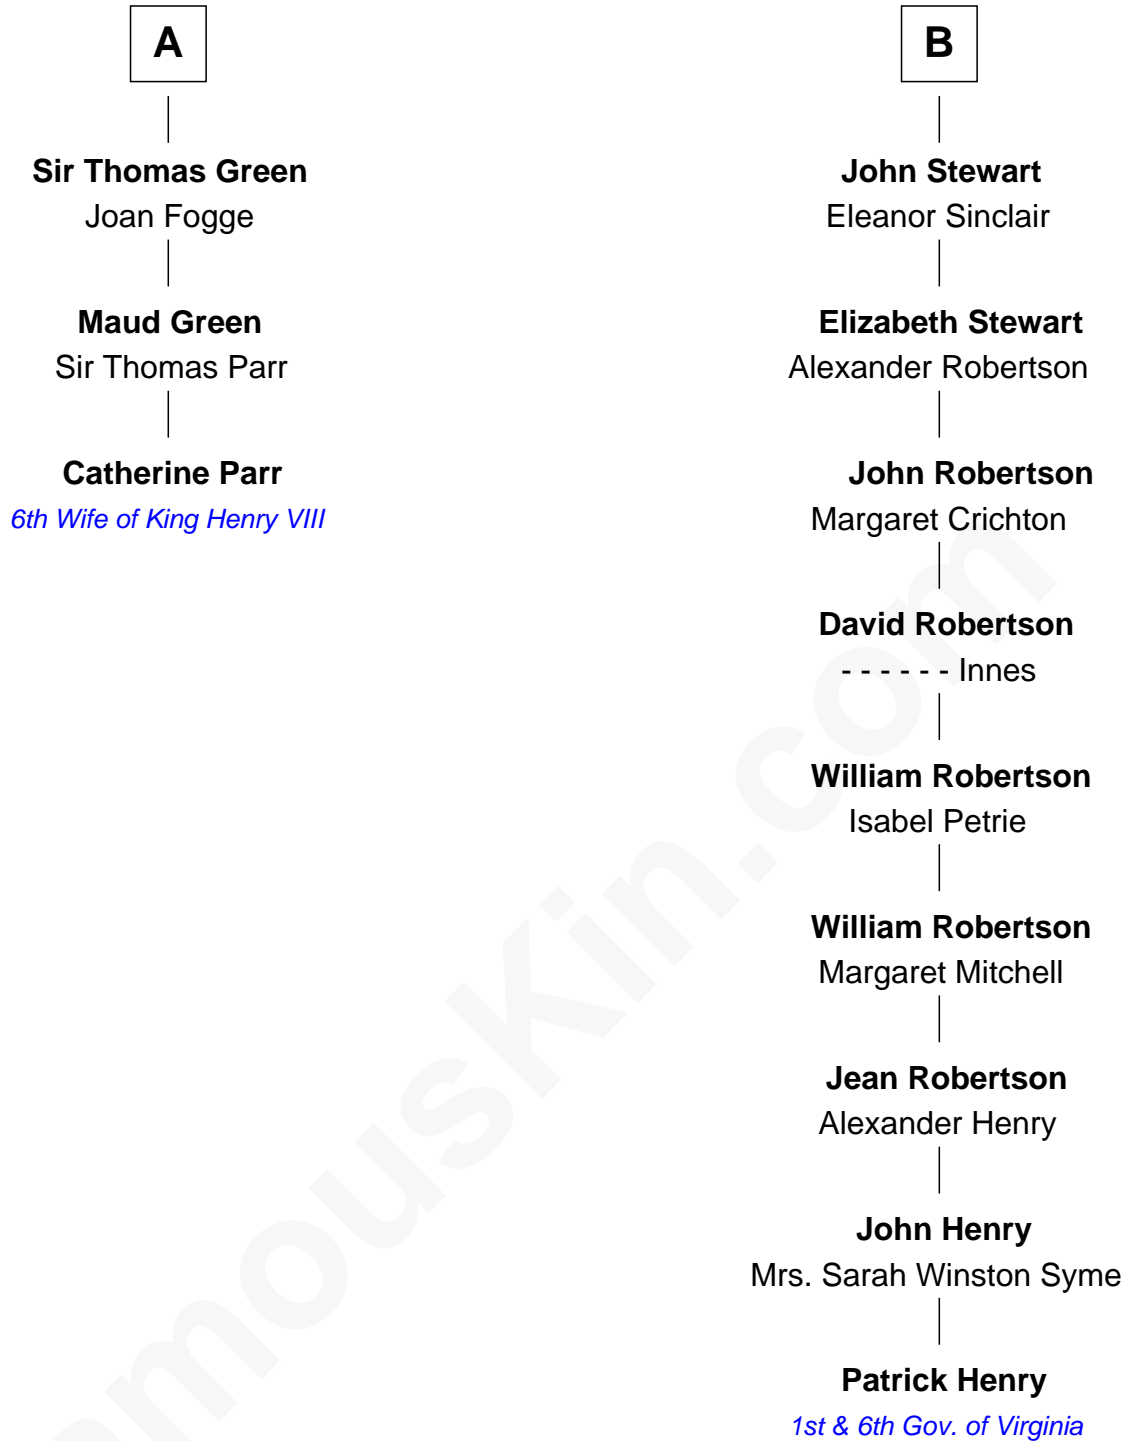 A
Sir Thomas Green
Joan Fogge
Maud Green
Sir Thomas Parr
Catherine Parr
6th Wife of King Henry VIII
B
John Stewart
Eleanor Sinclair
Elizabeth Stewart
Alexander Robertson
John Robertson
Margaret Crichton
David Robertson
- - - - - - Innes
William Robertson
Isabel Petrie
William Robertson
Margaret Mitchell
Jean Robertson
Alexander Henry
John Henry
Mrs. Sarah Winston Syme
Patrick Henry
1st & 6th Gov. of Virginia
amouskin.com